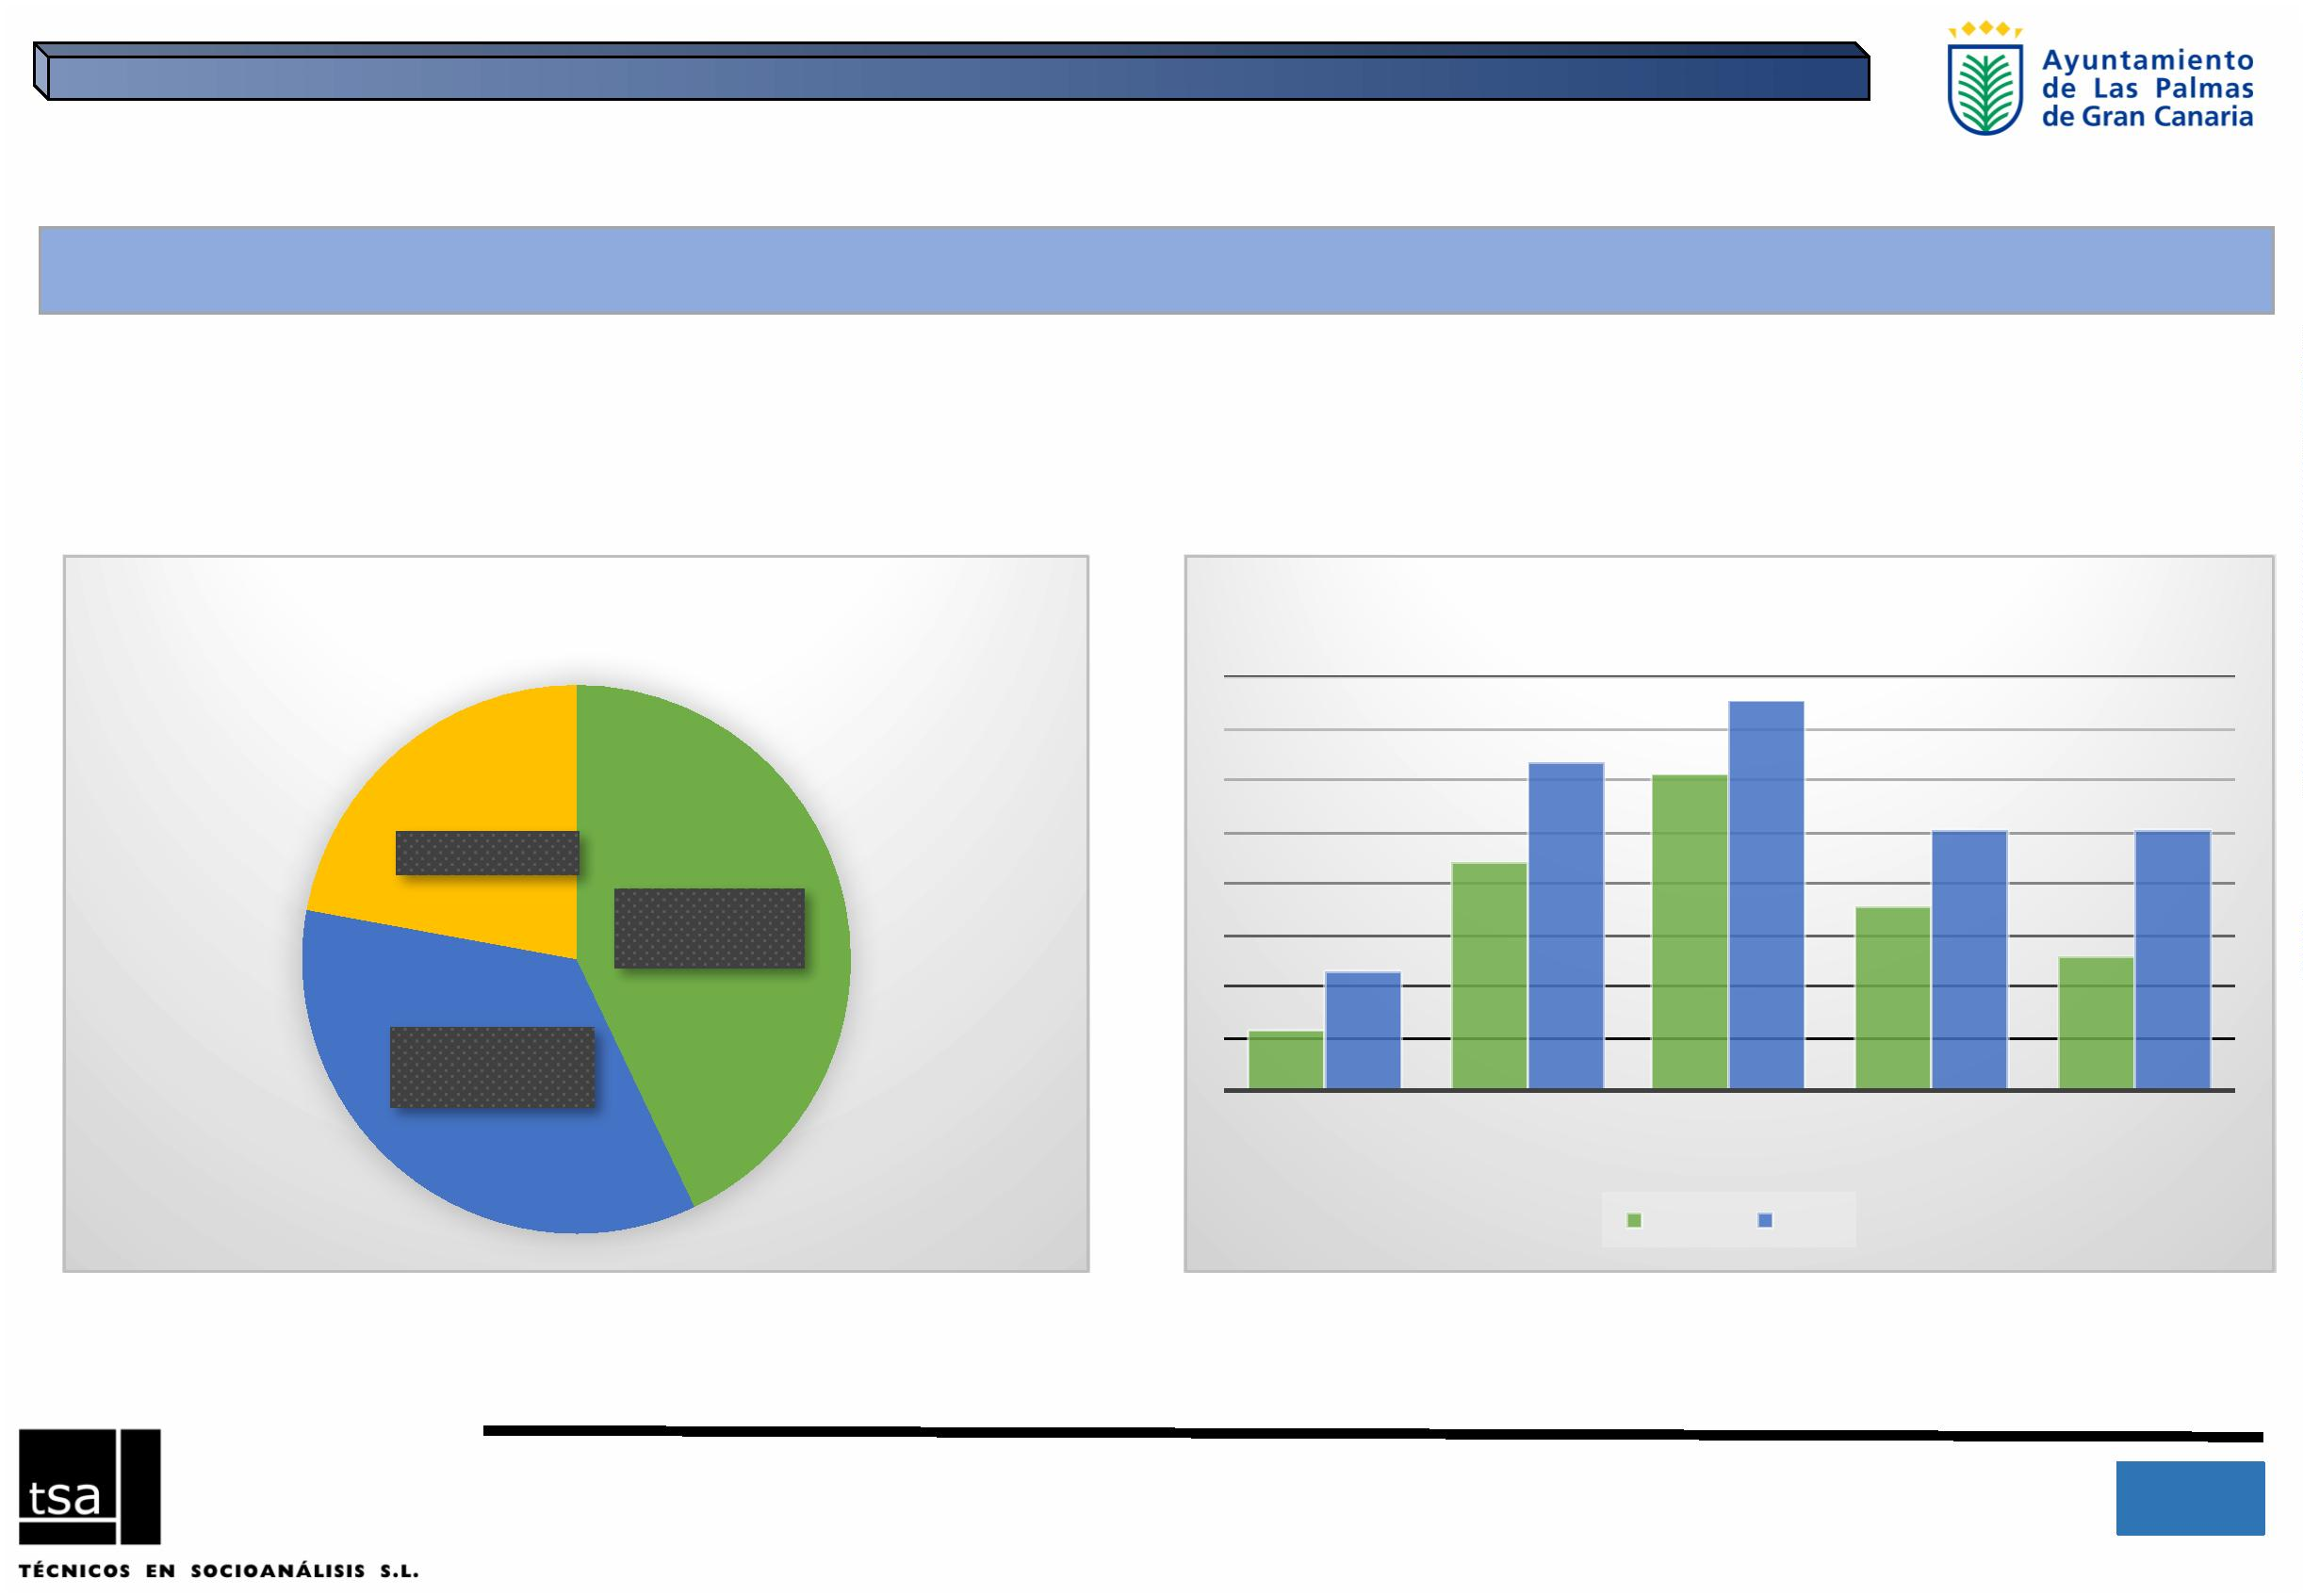 Ayuntamiento
de Las Palmas
de Gran Canaria
tsa
TÉCNICOS EN SOCIOANÁLISIS S.L.